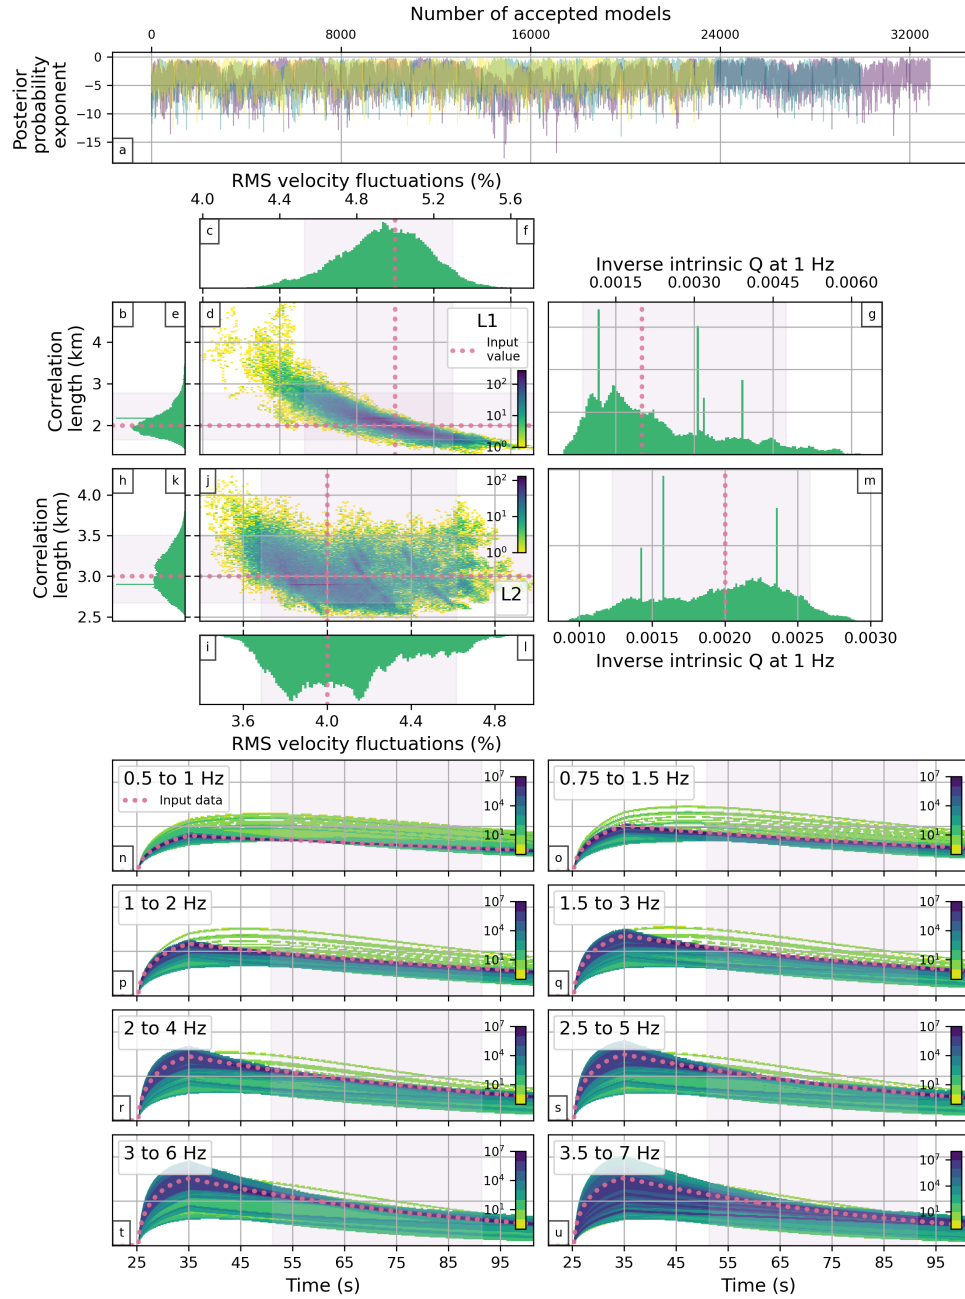 Number of accepted models
0 8000 16000 24000 32000
Posterior
probability
exponent
0
−5
−10
−15
a
RMS velocity fluctuations (%)
4.0 4.4 4.8 5.2 5.6
c f
Inverse intrinsic Q at 1 Hz
0.0015 0.0030 0.0045 0.0060
Correlation
length (km)
b e
4
3
2
d
L1
Input
value
10²
10¹
10⁰
g
Correlation
length (km)
h k
4.0
3.5
3.0
2.5
j
10²
10¹
10⁰
L2
m
0.0010 0.0015 0.0020 0.0025 0.0030
Inverse intrinsic Q at 1 Hz
i l
3.6 4.0 4.4 4.8
RMS velocity fluctuations (%)
0.5 to 1 Hz
Input data
10⁷
10⁴
10¹
n
0.75 to 1.5 Hz
10⁷
10⁴
10¹
o
1 to 2 Hz
10⁷
10⁴
10¹
p
1.5 to 3 Hz
10⁷
10⁴
10¹
q
2 to 4 Hz
10⁷
10⁴
10¹
r
2.5 to 5 Hz
10⁷
10⁴
10¹
s
3 to 6 Hz
10⁷
10⁴
10¹
t
3.5 to 7 Hz
10⁷
10⁴
10¹
u
25 35 45 55 65 75 85 95
Time (s)
25 35 45 55 65 75 85 95
Time (s)